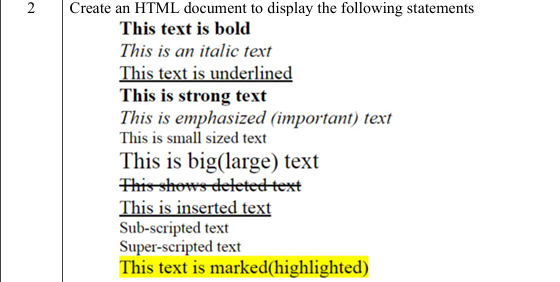 2 Create an HTML document to display the following statements
This text is bold
This is an italic text
This text is underlined
This is strong text
This is emphasized (important) text
This is small sized text
This is big(large) text
This shows deleted text
This is inserted text
Sub-scripted text
Super-scripted text
This text is marked(highlighted)